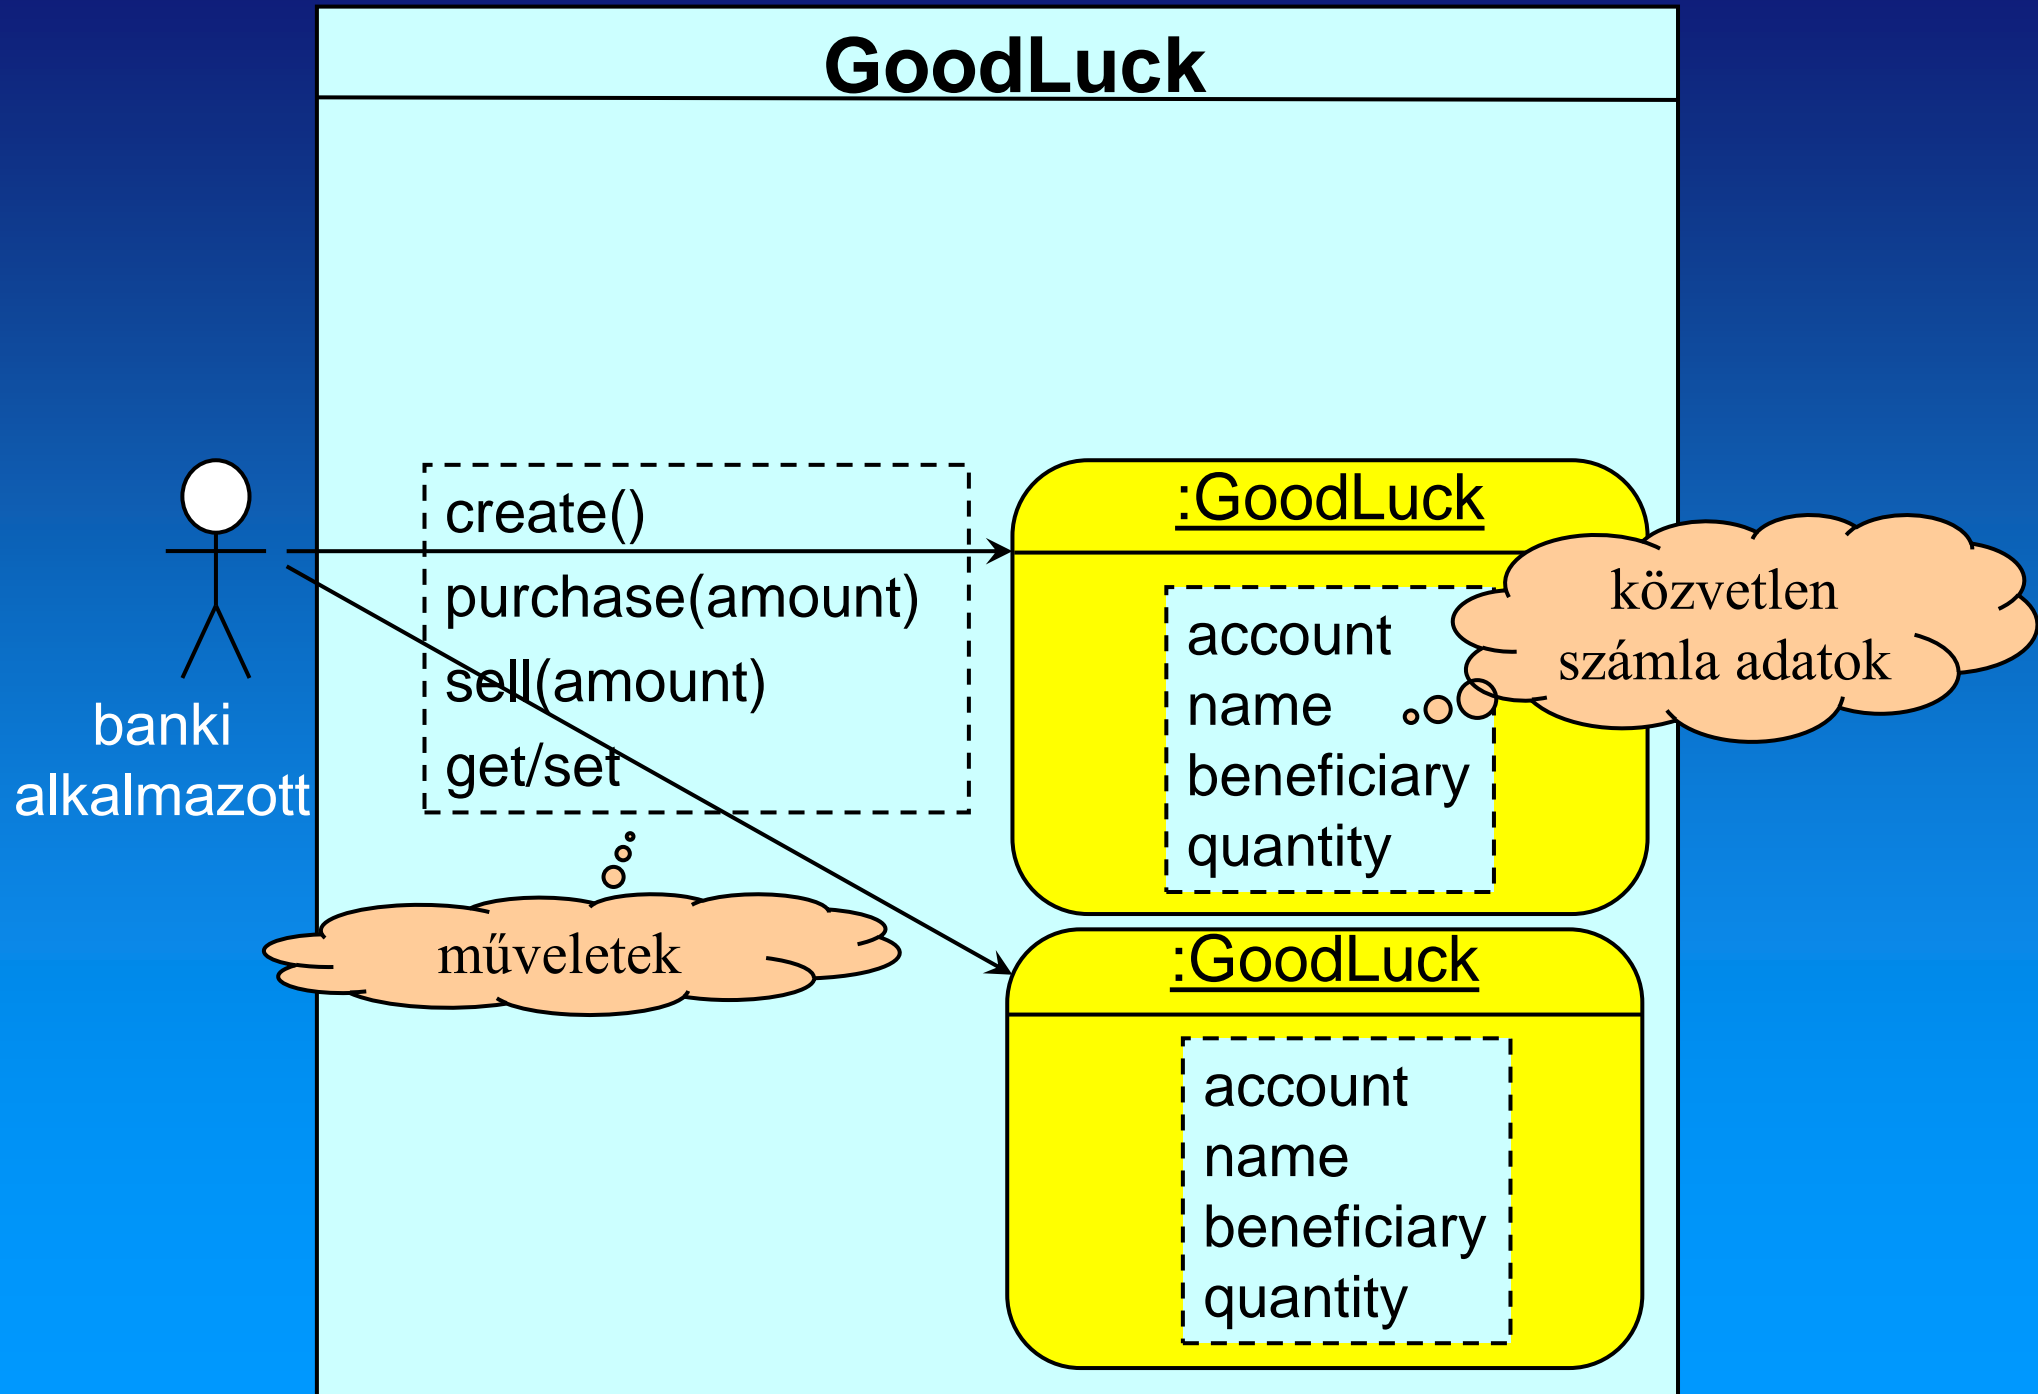 GoodLuck
banki
alkalmazott
create()
purchase(amount)
sell(amount)
get/set
műveletek
:GoodLuck
account
name
beneficiary
quantity
közvetlen
számla adatok
:GoodLuck
account
name
beneficiary
quantity